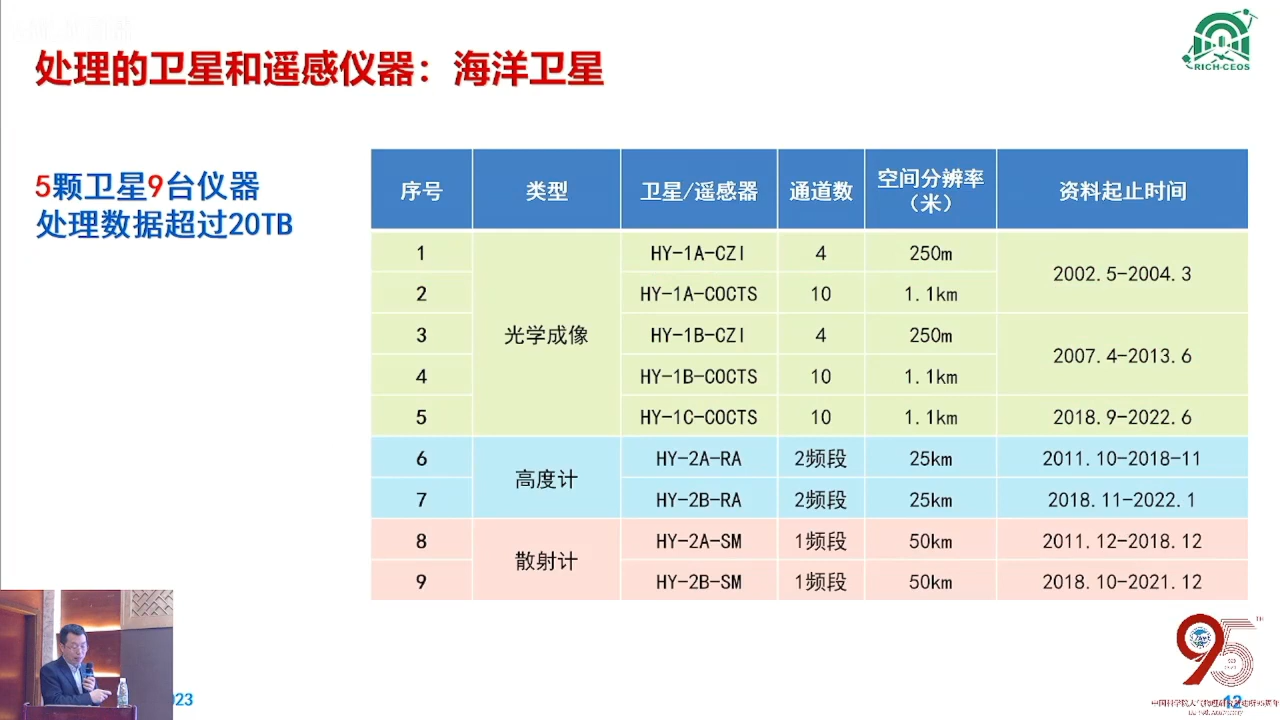 处理的卫星和遥感仪器：海洋卫星
RICH-CEOS
5颗卫星9台仪器
处理数据超过20TB
序号 类型 卫星/遥感器 通道数 空间分辨率（米） 资料起止时间
1 光学成像 HY-1A-CZI 4 250m 2002.5-2004.3
2 HY-1A-COCTS 10 1.1km
3 HY-1B-CZI 4 250m 2007.4-2013.6
4 HY-1B-COCTS 10 1.1km
5 HY-1C-COCTS 10 1.1km 2018.9-2022.6
6 高度计 HY-2A-RA 2频段 25km 2011.10-2018-11
7 HY-2B-RA 2频段 25km 2018.11-2022.1
8 散射计 HY-2A-SM 1频段 50km 2011.12-2018.12
9 HY-2B-SM 1频段 50km 2018.10-2021.12
95 TH
23
12